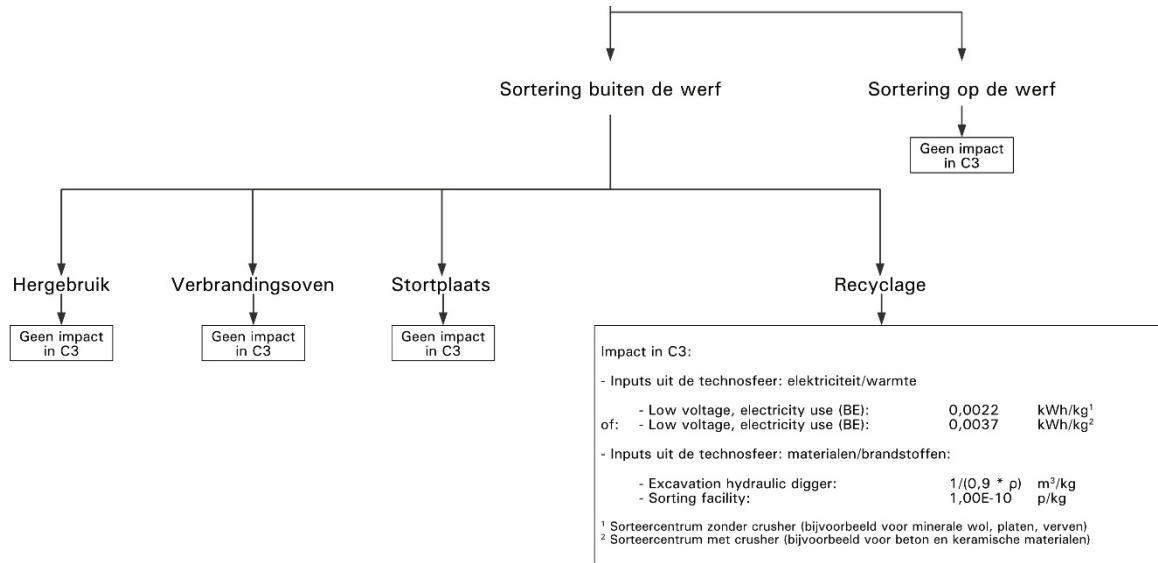 Sortering buiten de werf
Sortering op de werf
Geen impact
in C3
Hergebruik
Verbrandingsoven
Stortplaats
Recyclage
Geen impact
in C3
Geen impact
in C3
Geen impact
in C3
Impact in C3:
- Inputs uit de technosfeer: elektriciteit/warmte
- Low voltage, electricity use (BE): 0,0022 kWh/kg¹
of: - Low voltage, electricity use (BE): 0,0037 kWh/kg²
- Inputs uit de technosfeer: materialen/brandstoffen:
- Excavation hydraulic digger: 1/(0,9 * ρ) m³/kg
- Sorting facility: 1,00E-10 p/kg
¹ Sorteercentrum zonder crusher (bijvoorbeeld voor minerale wol, platen, verven)
² Sorteercentrum met crusher (bijvoorbeeld voor beton en keramische materialen)